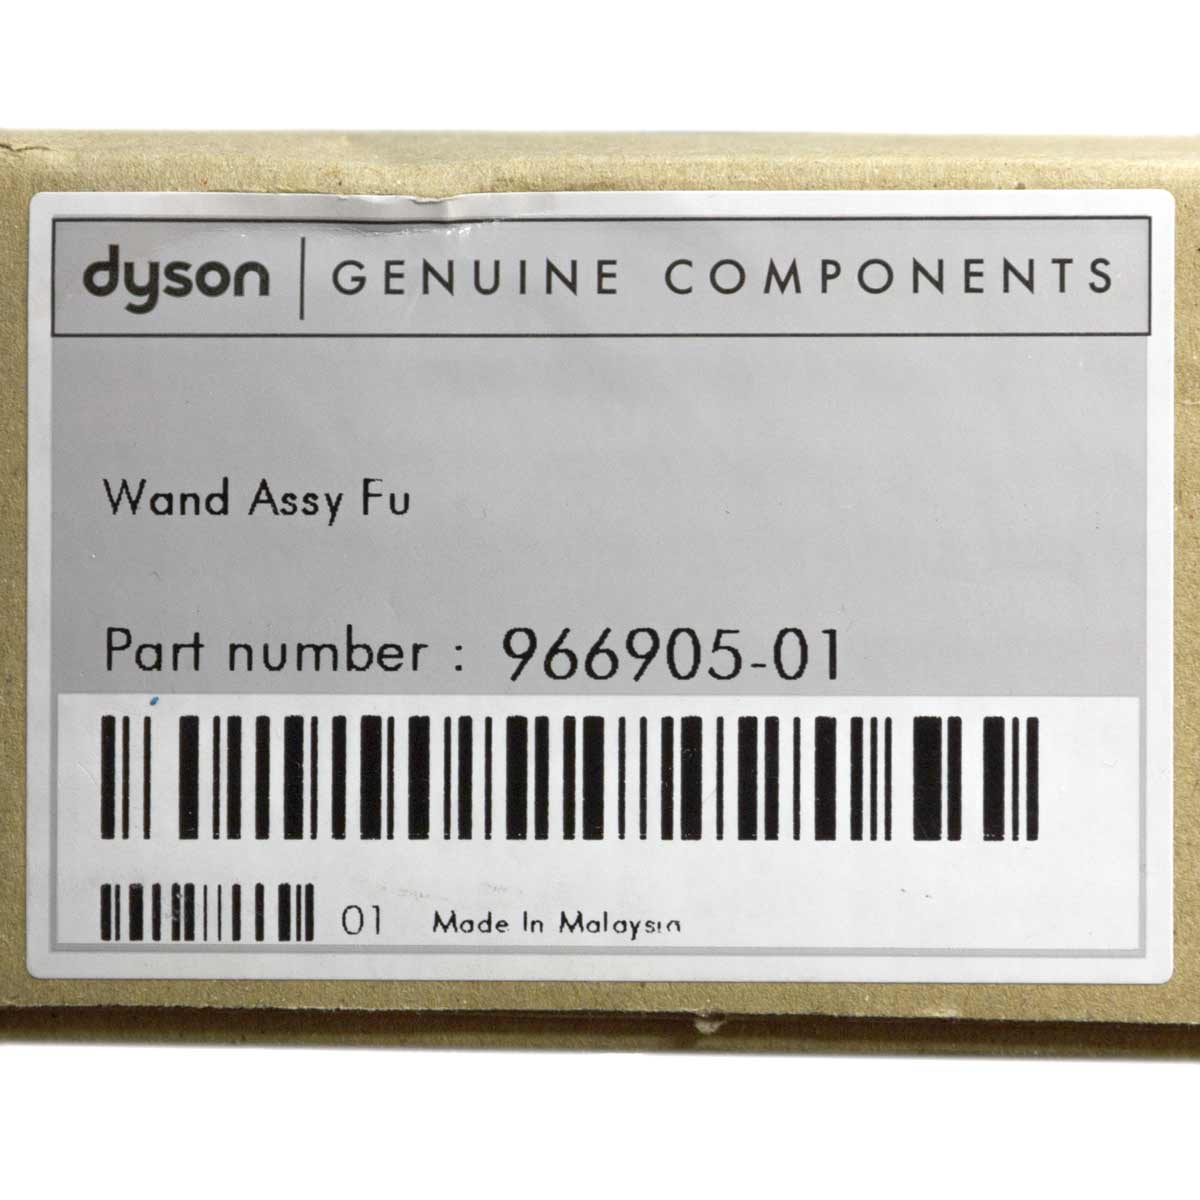 dyson | GENUINE COMPONENTS
Wand Assy Fu
Part number : 966905-01
01 Made In Malaysia